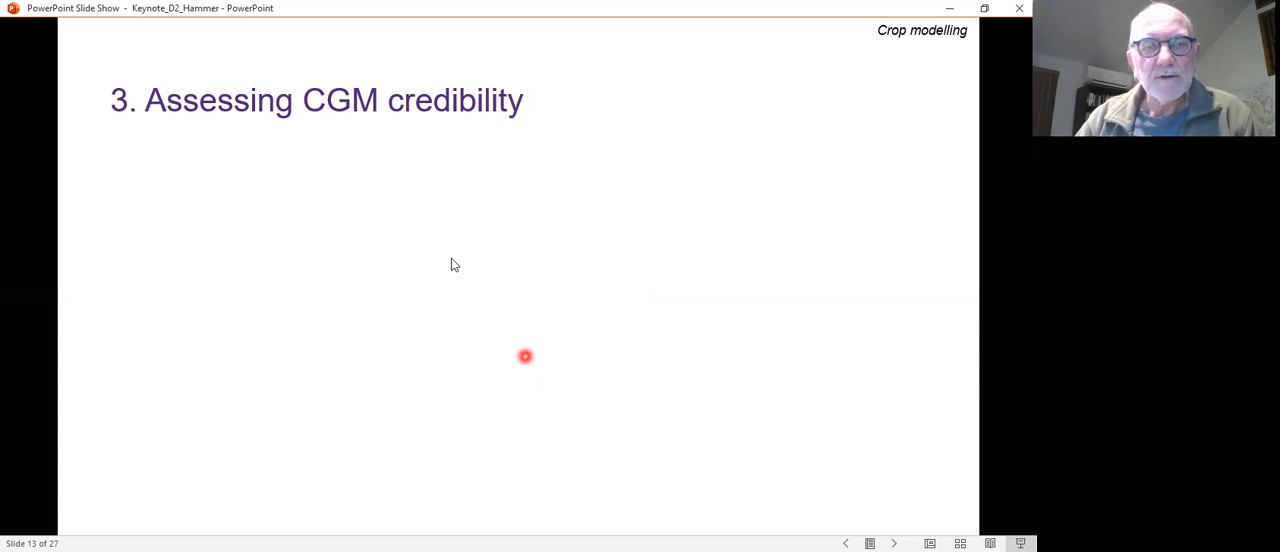 PowerPoint Slide Show - Keynote_D2_Hammer - PowerPoint
Crop modelling
3. Assessing CGM credibility
Slide 13 of 27